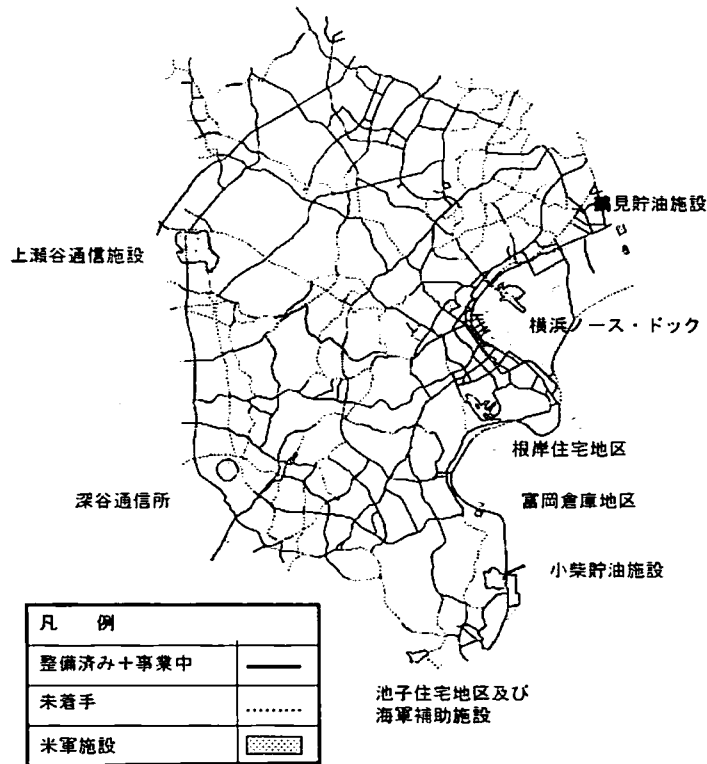 鶴見貯油施設
上瀬谷通信施設
横浜ノース・ドック
根岸住宅地区
深谷通信所
富岡倉庫地区
小柴貯油施設
池子住宅地区及び
海軍補助施設
凡 例
整備済み+事業中
未着手
米軍施設